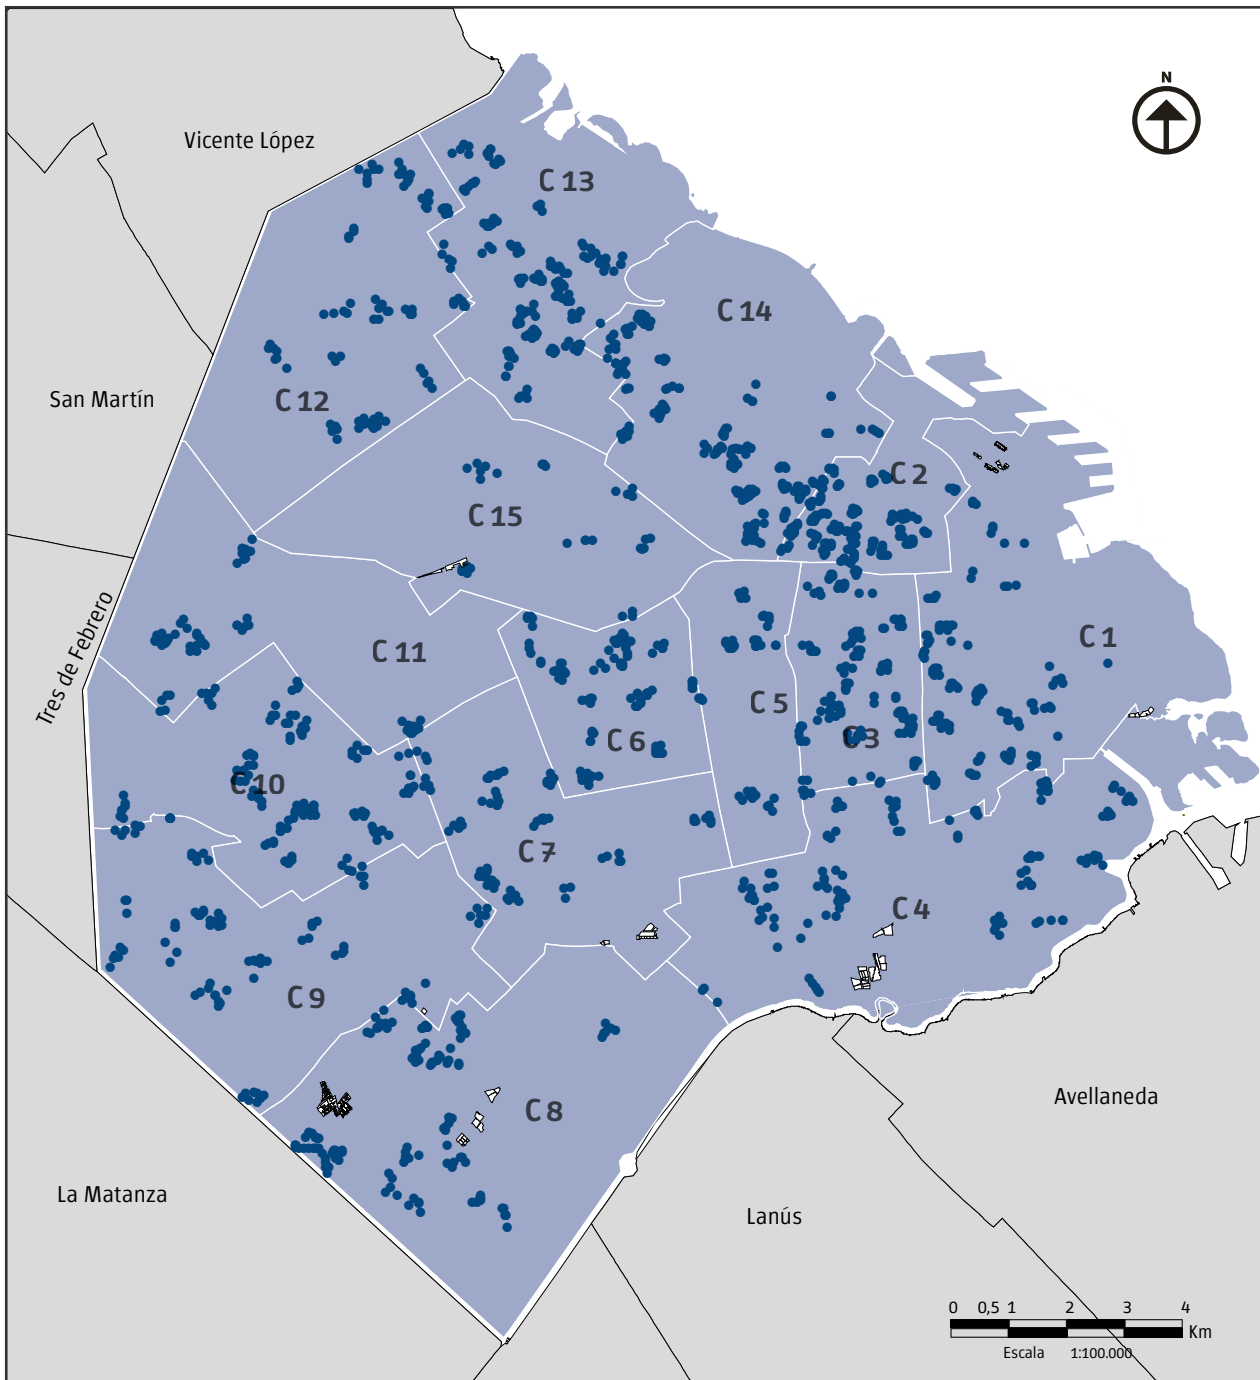 N
Vicente López
C 13
C 14
San Martín
C 12
C 2
C 15
Tres de Febrero
C 11
C 1
C 5
C 6
C 3
C 10
C 7
C 4
C 9
Avellaneda
C 8
La Matanza
Lanús
0 0,5 1 2 3 4
Km
Escala 1:100.000